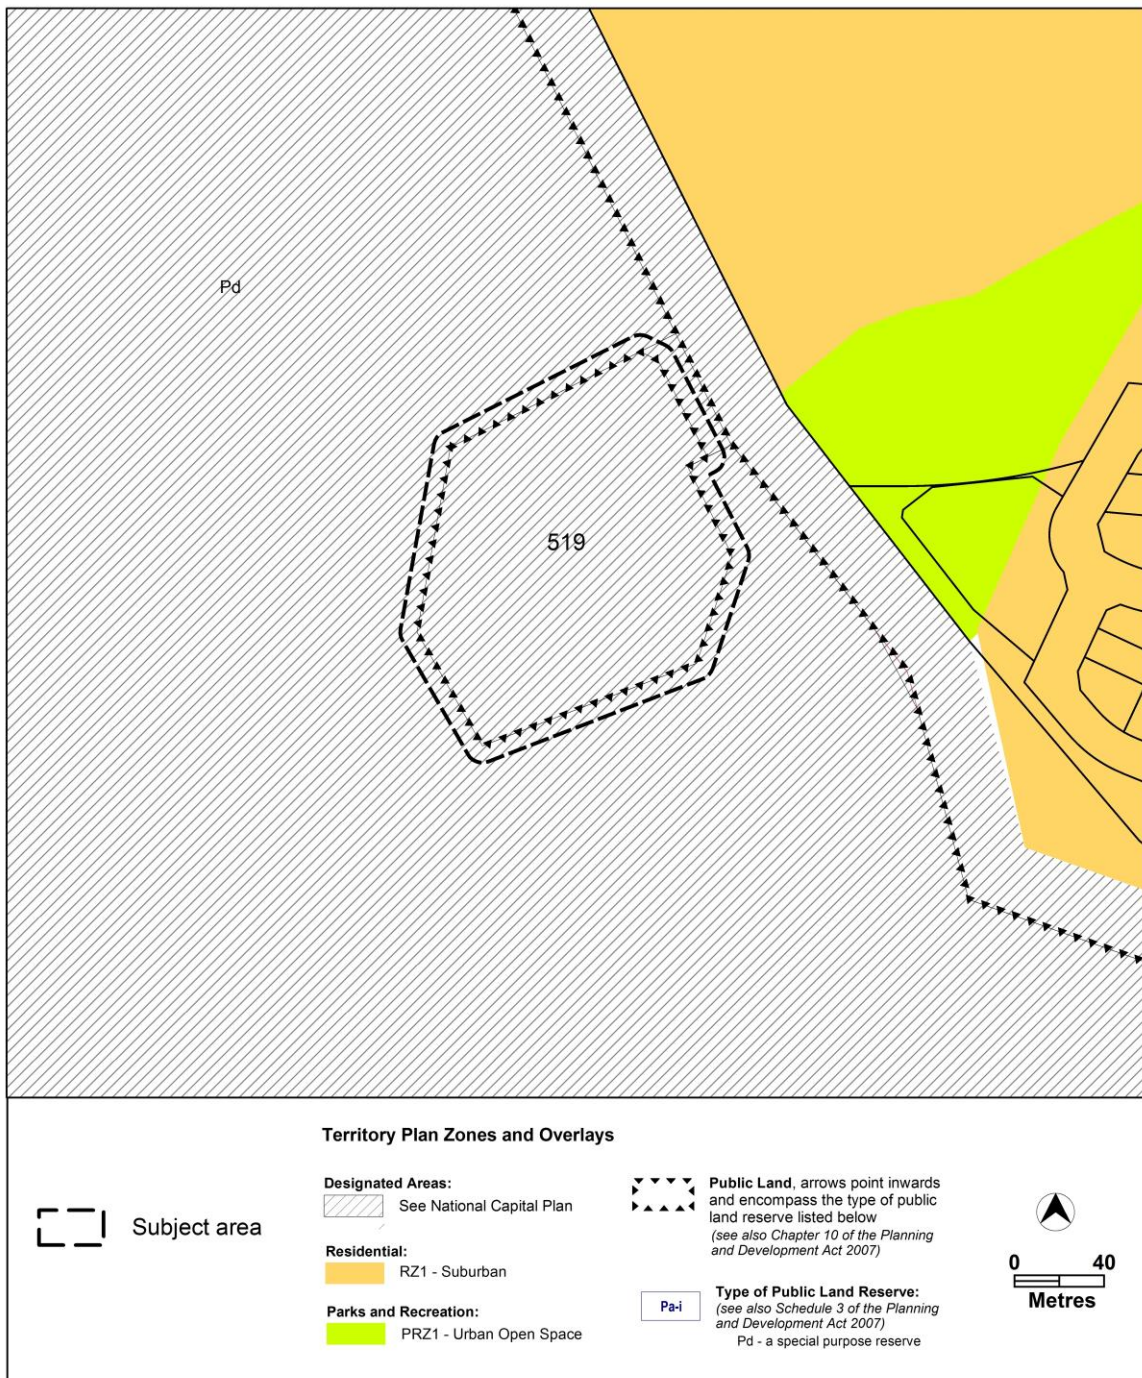 Pd
519
Territory Plan Zones and Overlays
Subject area
Designated Areas:
See National Capital Plan
Residential:
RZ1 - Suburban
Parks and Recreation:
PRZ1 - Urban Open Space
Public Land, arrows point inwards
and encompass the type of public
land reserve listed below
(see also Chapter 10 of the Planning
and Development Act 2007)
Pa-i
Type of Public Land Reserve:
(see also Schedule 3 of the Planning
and Development Act 2007)
Pd - a special purpose reserve
0 40
Metres